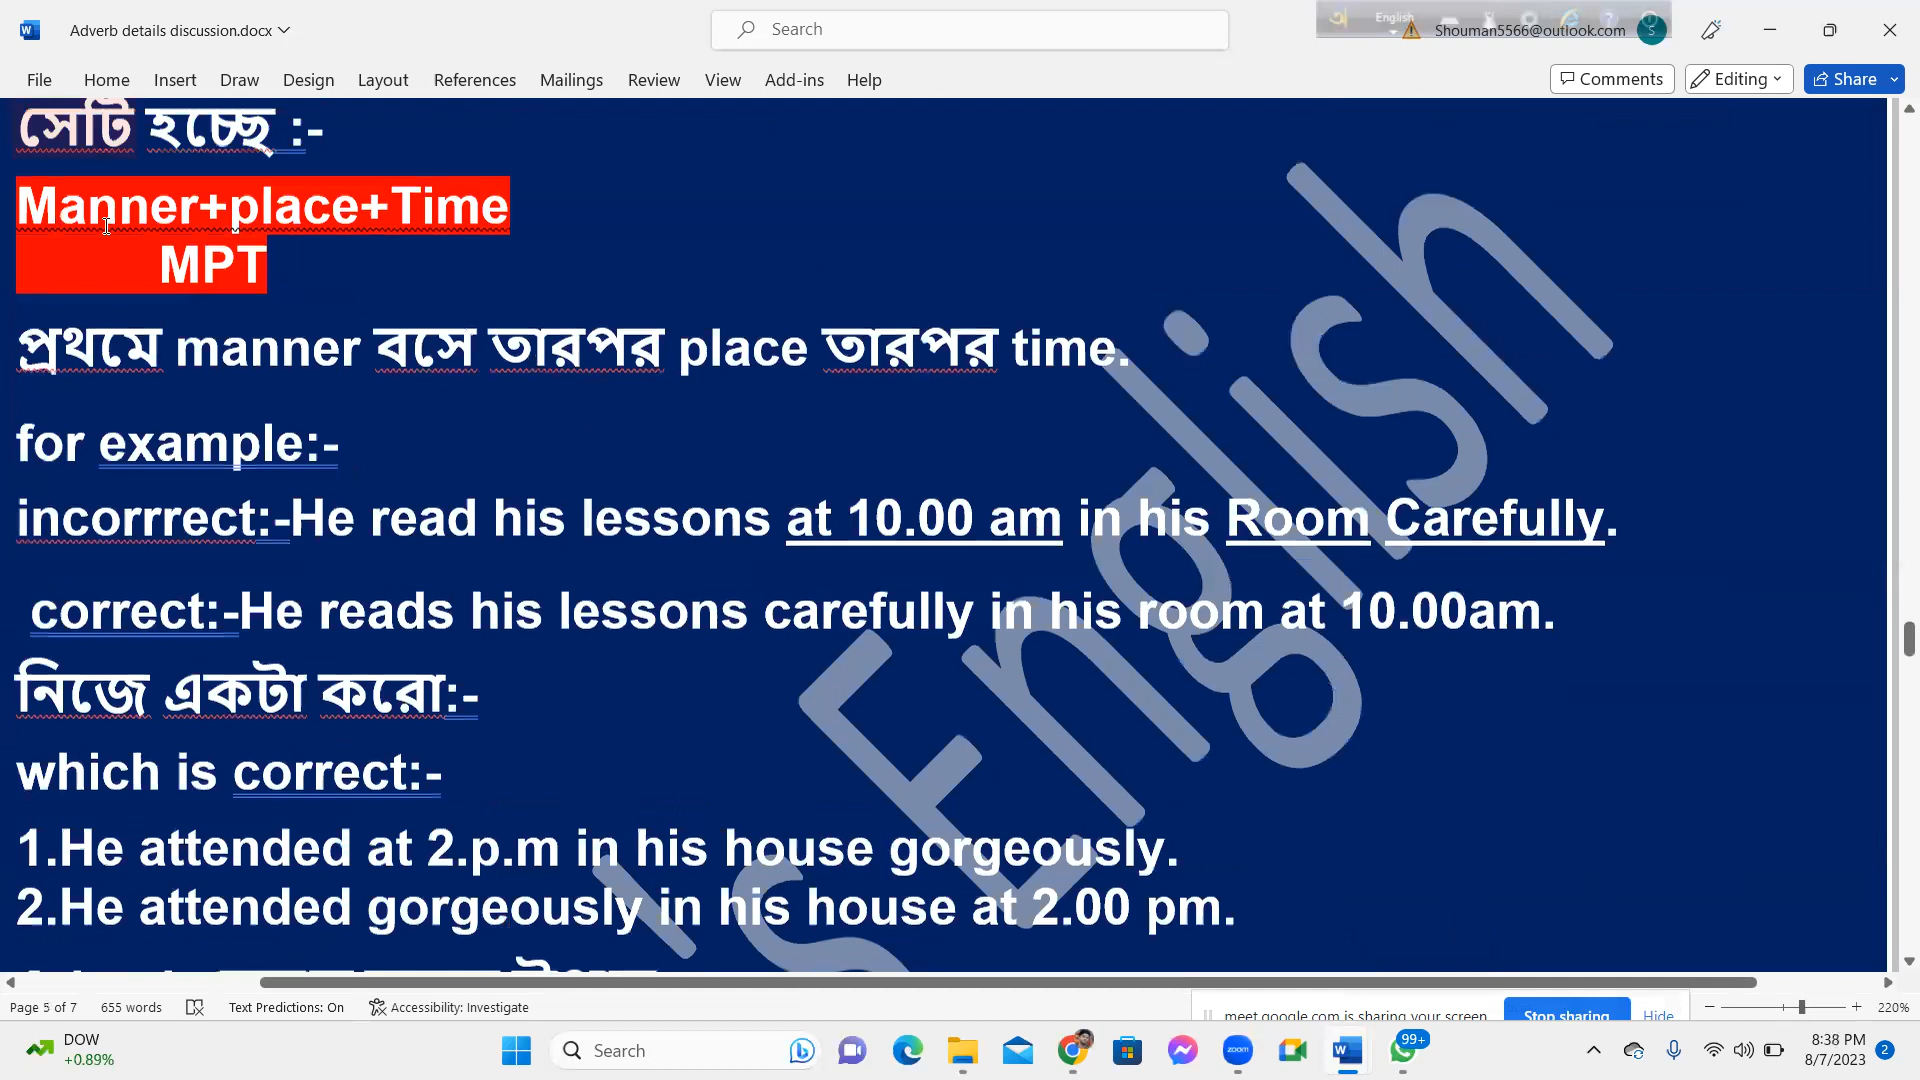 Adverb details discussion.docx
Search
English
Shouman5566@outlook.com
S
File Home Insert Draw Design Layout References Mailings Review View Add-ins Help
Comments Editing Share
সেটি হচ্ছে :-
Manner+place+Time
MPT
প্রথমে manner বসে তারপর place তারপর time.
for example:-
incorrrect:-He read his lessons at 10.00 am in his Room Carefully.
correct:-He reads his lessons carefully in his room at 10.00am.
নিজে একটা করো:-
which is correct:-
1.He attended at 2.p.m in his house gorgeously.
2.He attended gorgeously in his house at 2.00 pm.
's English
Page 5 of 7 655 words Text Predictions: On Accessibility: Investigate
meet.google.com is sharing your screen. Stop sharing Hide
220%
DOW
+0.89%
Search
zoom
99+
8:38 PM
8/7/2023
2